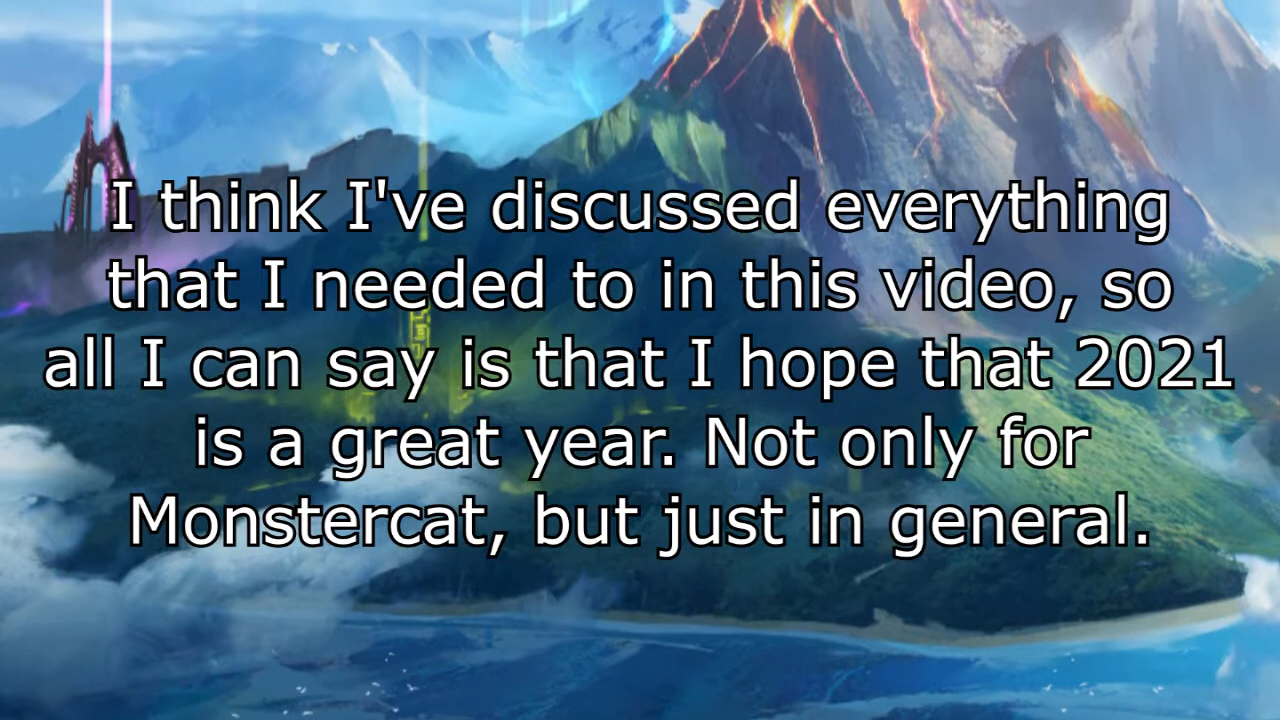 I think I've discussed everything
that I needed to in this video, so
all I can say is that I hope that 2021
is a great year. Not only for
Monstercat, but just in general.